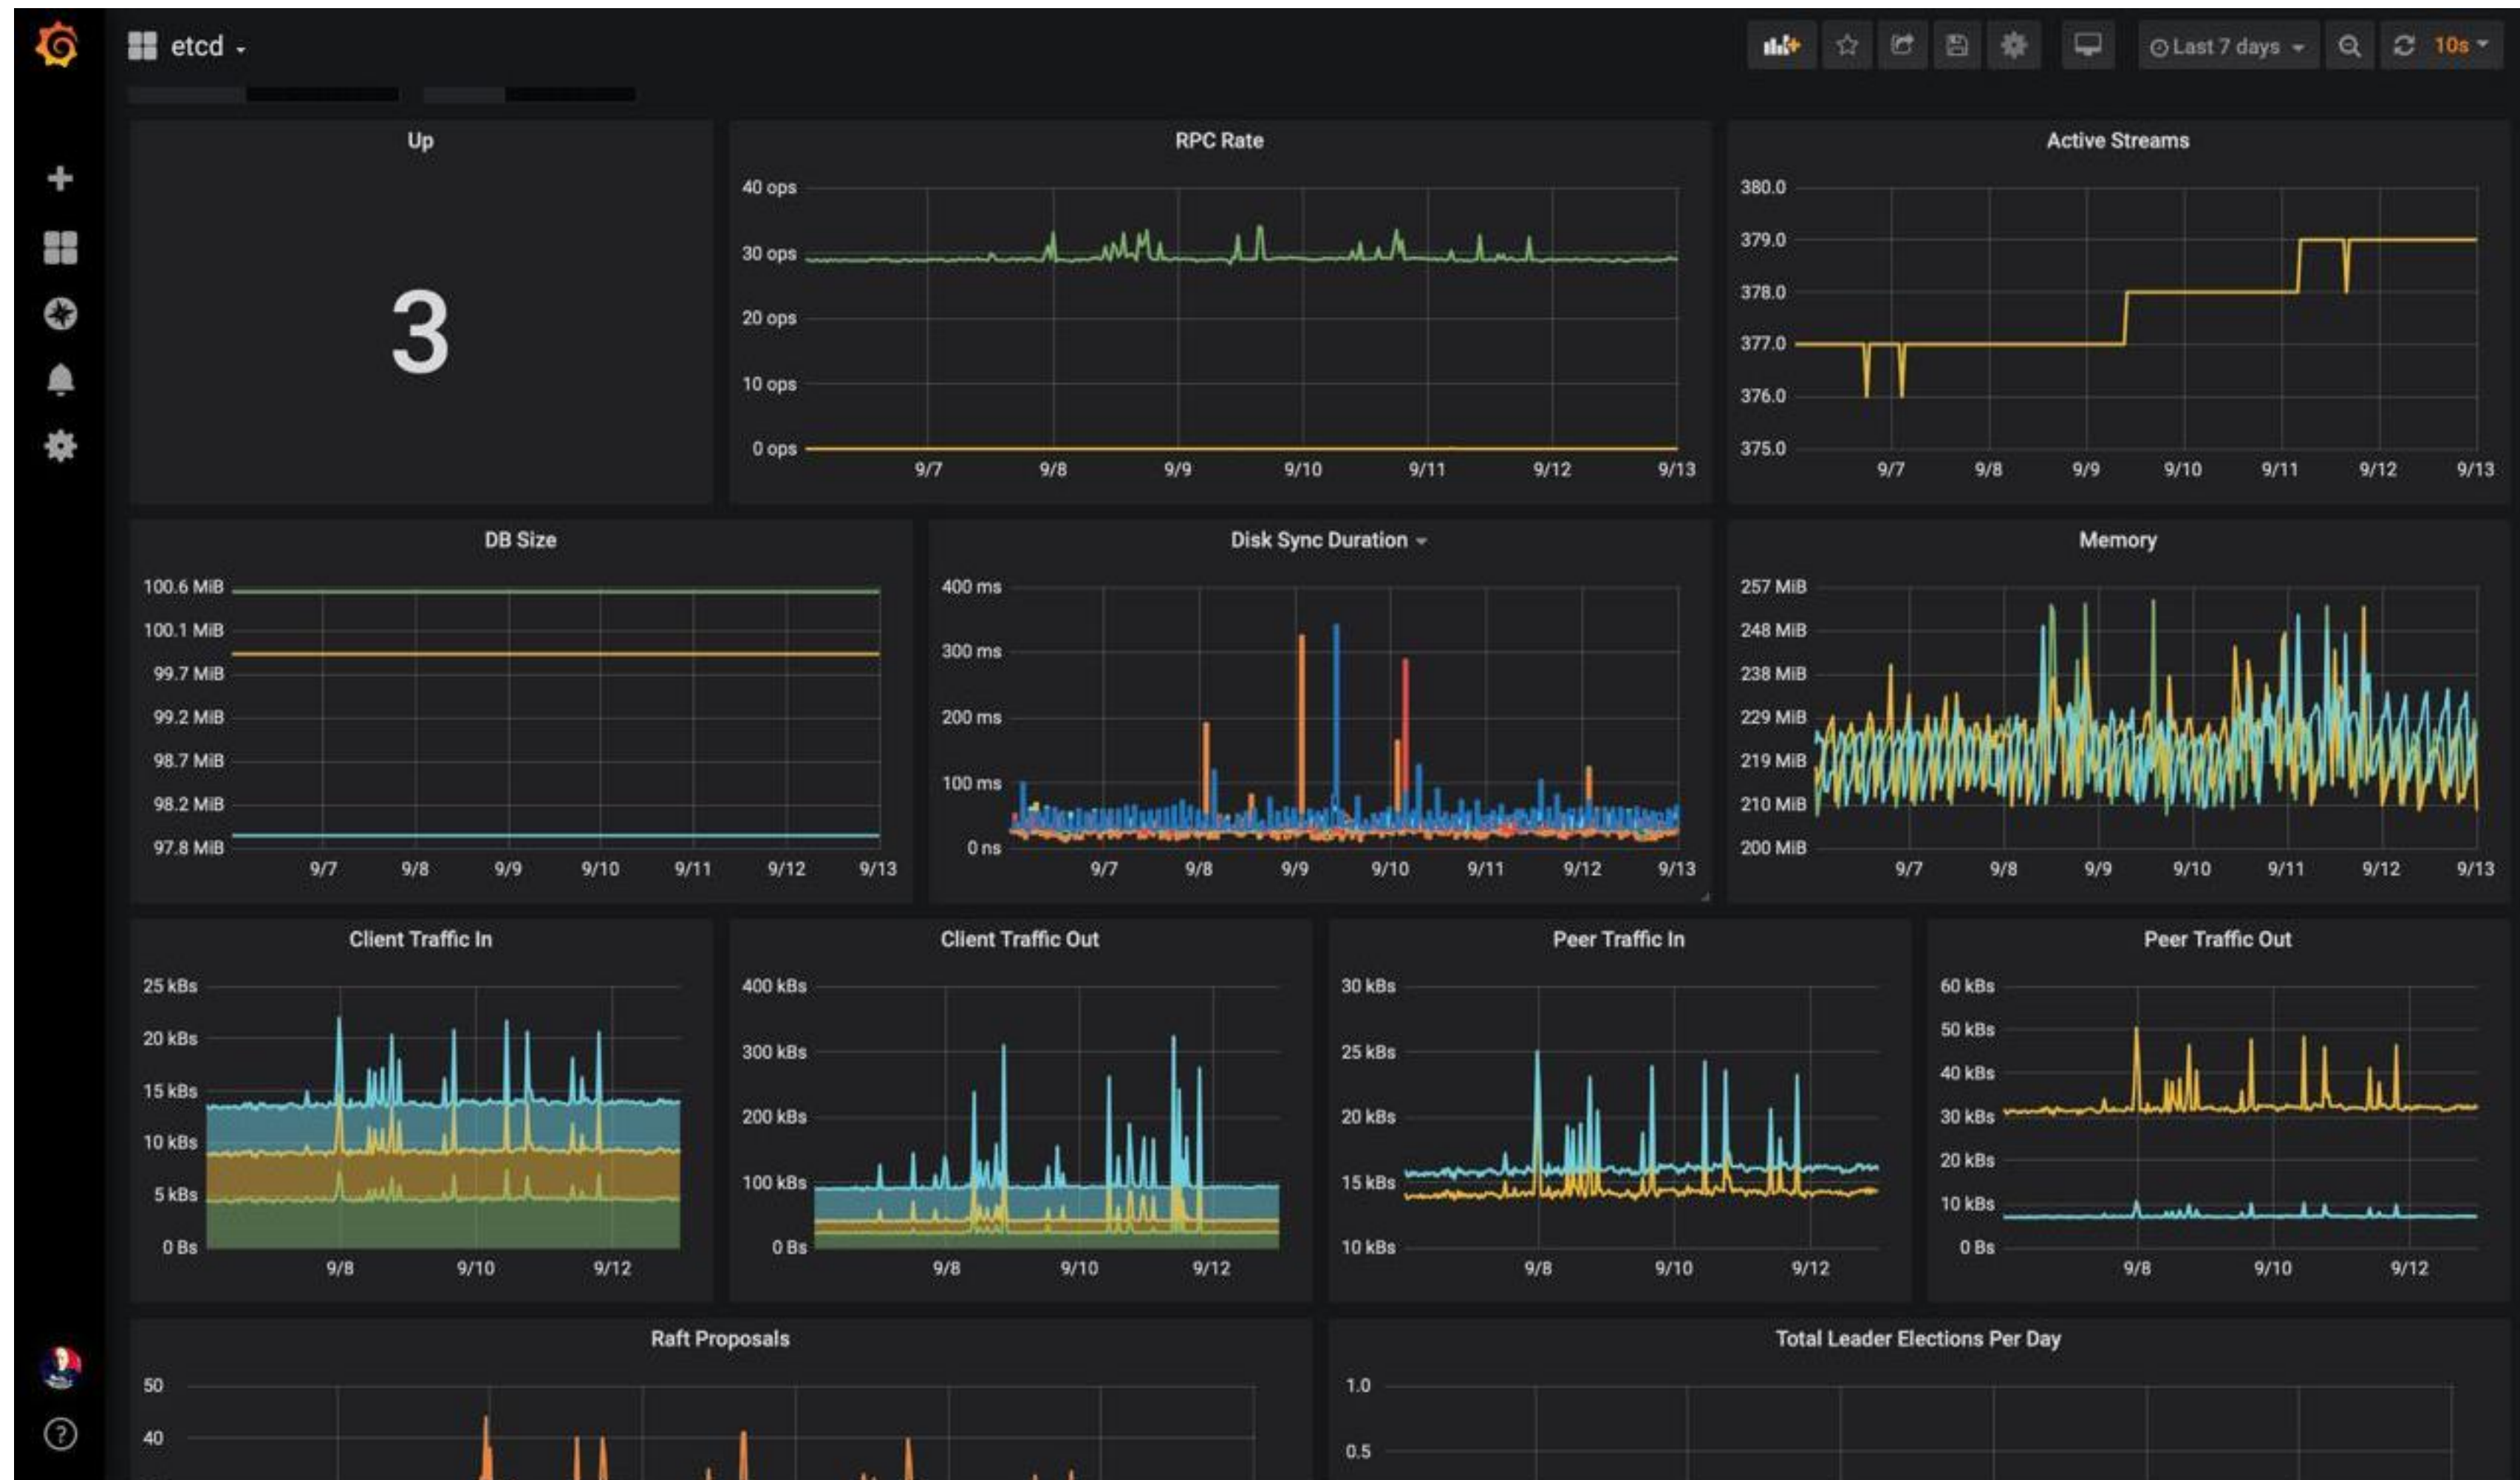 etcd
Last 7 days
10s
Up
3
RPC Rate
40 ops
30 ops
20 ops
10 ops
0 ops
9/7 9/8 9/9 9/10 9/11 9/12 9/13
Active Streams
380.0
379.0
378.0
377.0
376.0
375.0
9/7 9/8 9/9 9/10 9/11 9/12 9/13
DB Size
100.6 MiB
100.1 MiB
99.7 MiB
99.2 MiB
98.7 MiB
98.2 MiB
97.8 MiB
9/7 9/8 9/9 9/10 9/11 9/12 9/13
Disk Sync Duration
400 ms
300 ms
200 ms
100 ms
0 ns
9/7 9/8 9/9 9/10 9/11 9/12 9/13
Memory
257 MiB
248 MiB
238 MiB
229 MiB
219 MiB
210 MiB
200 MiB
9/7 9/8 9/9 9/10 9/11 9/12 9/13
Client Traffic In
25 kBs
20 kBs
15 kBs
10 kBs
5 kBs
0 Bs
9/8 9/10 9/12
Client Traffic Out
400 kBs
300 kBs
200 kBs
100 kBs
0 Bs
9/8 9/10 9/12
Peer Traffic In
30 kBs
25 kBs
20 kBs
15 kBs
10 kBs
9/8 9/10 9/12
Peer Traffic Out
60 kBs
50 kBs
40 kBs
30 kBs
20 kBs
10 kBs
0 Bs
9/8 9/10 9/12
Raft Proposals
50
40
Total Leader Elections Per Day
1.0
0.5